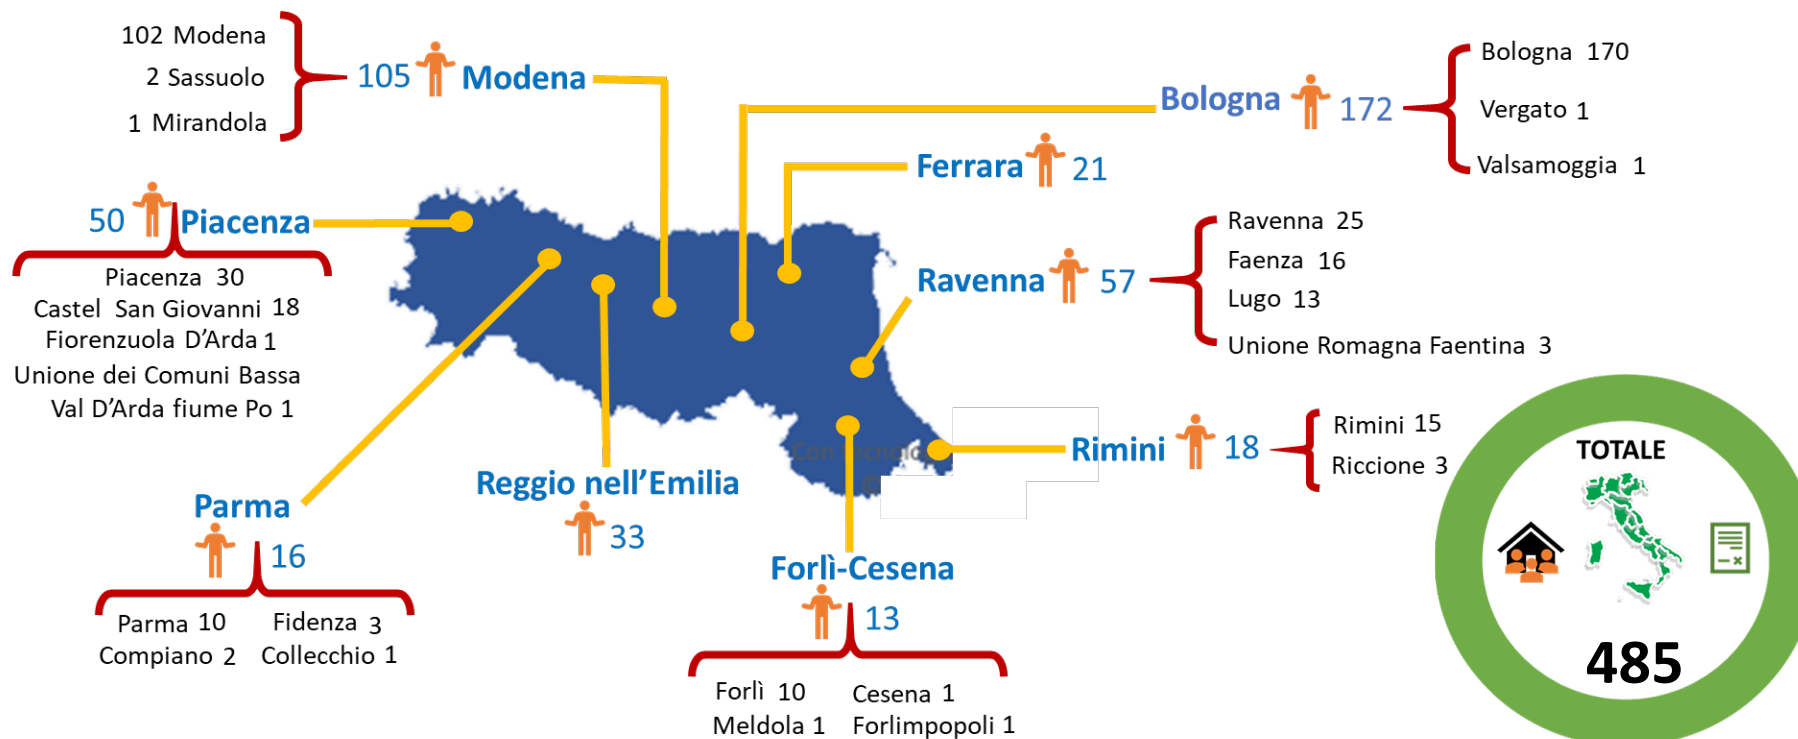 102 Modena
2 Sassuolo
1 Mirandola
105 Modena
Bologna 172
Bologna 170
Vergato 1
Valsamoggia 1
Ferrara 21
50 Piacenza
Piacenza 30
Castel San Giovanni 18
Fiorenzuola D'Arda 1
Unione dei Comuni Bassa
Val D'Arda fiume Po 1
Ravenna 57
Ravenna 25
Faenza 16
Lugo 13
Unione Romagna Faentina 3
Rimini 18
Rimini 15
Riccione 3
Parma
16
Parma 10
Fidenza 3
Compiano 2
Collecchio 1
Reggio nell'Emilia
33
Forlì-Cesena
13
Forlì 10
Cesena 1
Meldola 1
Forlimpopoli 1
TOTALE
485